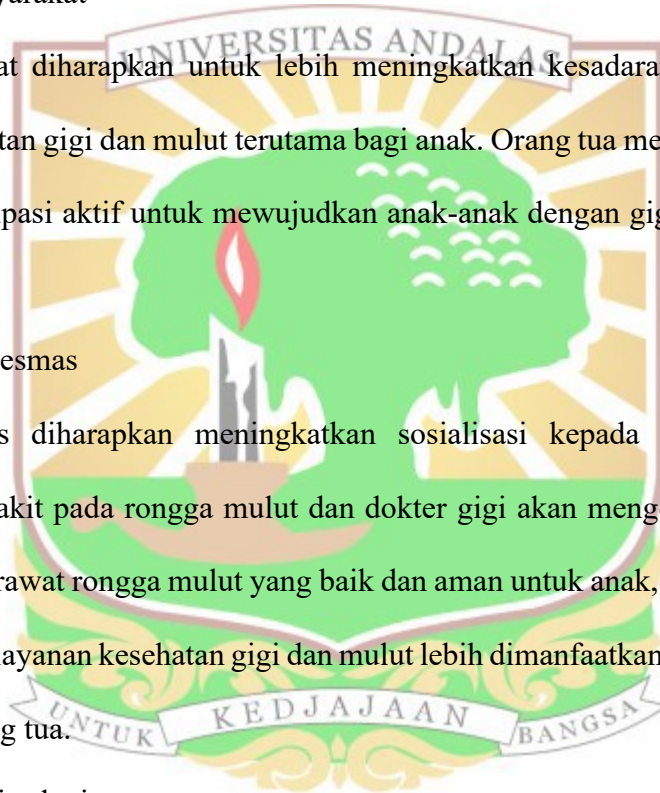 UNIVERSITAS ANDALAS
at diharapkan untuk lebih meningkatkan kesadaran
tan gigi dan mulut terutama bagi anak. Orang tua me
ipasi aktif untuk mewujudkan anak-anak dengan gig
esmas
s diharapkan meningkatkan sosialisasi kepada
akit pada rongga mulut dan dokter gigi akan meng
rawat rongga mulut yang baik dan aman untuk anak,
layanan kesehatan gigi dan mulut lebih dimanfaatkan
g tua.
UNTUK KEDJAJAAN BANGSA